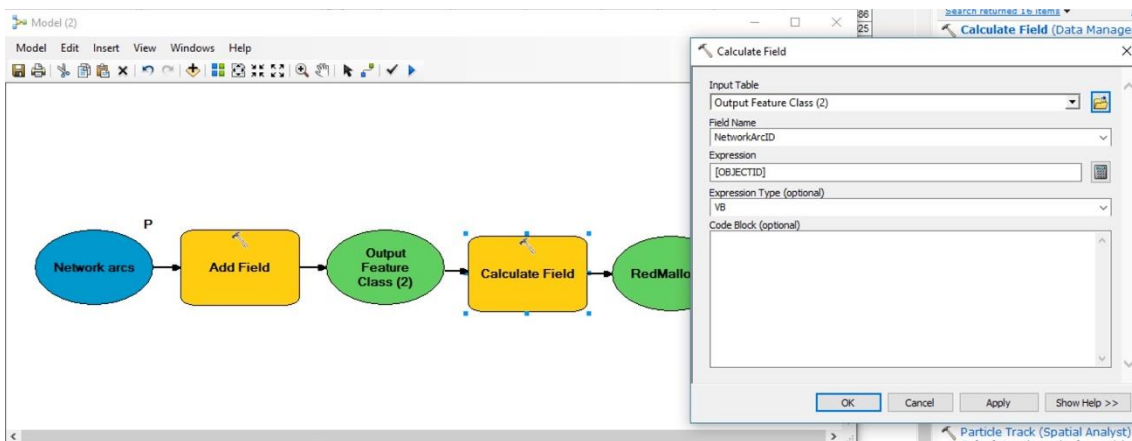 Model (2)
Model Edit Insert View Windows Help
P
Network arcs
Add Field
Output
Feature
Class (2)
Calculate Field
RedMallo
86
25
Search returned 16 items
Calculate Field (Data Manage
Calculate Field
Input Table
Output Feature Class (2)
Field Name
NetworkArcID
Expression
[OBJECTID]
Expression Type (optional)
VB
Code Block (optional)
OK Cancel Apply Show Help >>
Particle Track (Spatial Analyst)